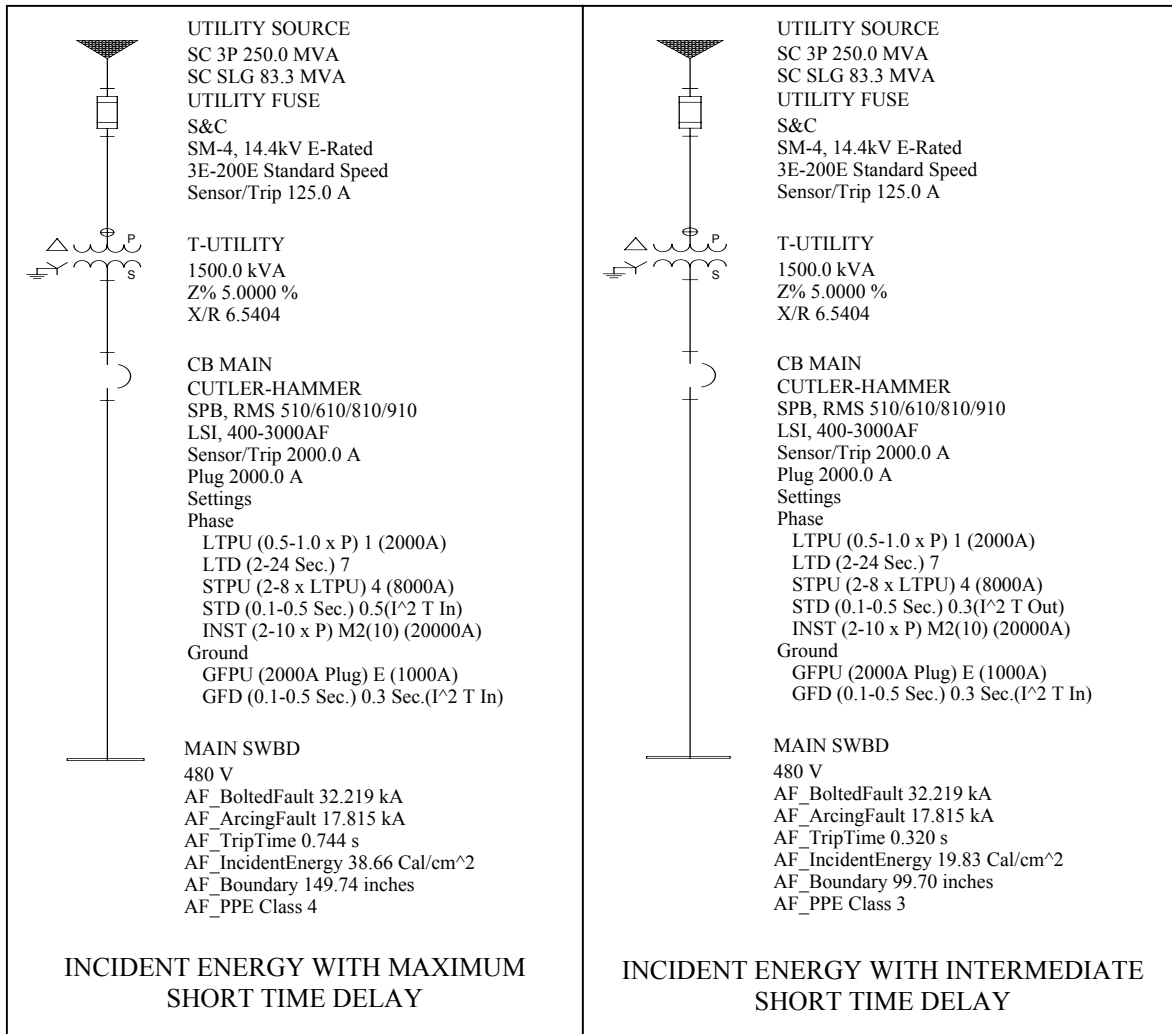 UTILITY SOURCE
SC 3P 250.0 MVA
SC SLG 83.3 MVA
UTILITY FUSE
S&C
SM-4, 14.4kV E-Rated
3E-200E Standard Speed
Sensor/Trip 125.0 A
P
S
T-UTILITY
1500.0 kVA
Z% 5.0000 %
X/R 6.5404
CB MAIN
CUTLER-HAMMER
SPB, RMS 510/610/810/910
LSI, 400-3000AF
Sensor/Trip 2000.0 A
Plug 2000.0 A
Settings
Phase
LTPU (0.5-1.0 x P) 1 (2000A)
LTD (2-24 Sec.) 7
STPU (2-8 x LTPU) 4 (8000A)
STD (0.1-0.5 Sec.) 0.5(I^2 T In)
INST (2-10 x P) M2(10) (20000A)
Ground
GFPU (2000A Plug) E (1000A)
GFD (0.1-0.5 Sec.) 0.3 Sec.(I^2 T In)
MAIN SWBD
480 V
AF_BoltedFault 32.219 kA
AF_ArcingFault 17.815 kA
AF_TripTime 0.744 s
AF_IncidentEnergy 38.66 Cal/cm^2
AF_Boundary 149.74 inches
AF_PPE Class 4
INCIDENT ENERGY WITH MAXIMUM
SHORT TIME DELAY
UTILITY SOURCE
SC 3P 250.0 MVA
SC SLG 83.3 MVA
UTILITY FUSE
S&C
SM-4, 14.4kV E-Rated
3E-200E Standard Speed
Sensor/Trip 125.0 A
P
S
T-UTILITY
1500.0 kVA
Z% 5.0000 %
X/R 6.5404
CB MAIN
CUTLER-HAMMER
SPB, RMS 510/610/810/910
LSI, 400-3000AF
Sensor/Trip 2000.0 A
Plug 2000.0 A
Settings
Phase
LTPU (0.5-1.0 x P) 1 (2000A)
LTD (2-24 Sec.) 7
STPU (2-8 x LTPU) 4 (8000A)
STD (0.1-0.5 Sec.) 0.3(I^2 T Out)
INST (2-10 x P) M2(10) (20000A)
Ground
GFPU (2000A Plug) E (1000A)
GFD (0.1-0.5 Sec.) 0.3 Sec.(I^2 T In)
MAIN SWBD
480 V
AF_BoltedFault 32.219 kA
AF_ArcingFault 17.815 kA
AF_TripTime 0.320 s
AF_IncidentEnergy 19.83 Cal/cm^2
AF_Boundary 99.70 inches
AF_PPE Class 3
INCIDENT ENERGY WITH INTERMEDIATE
SHORT TIME DELAY